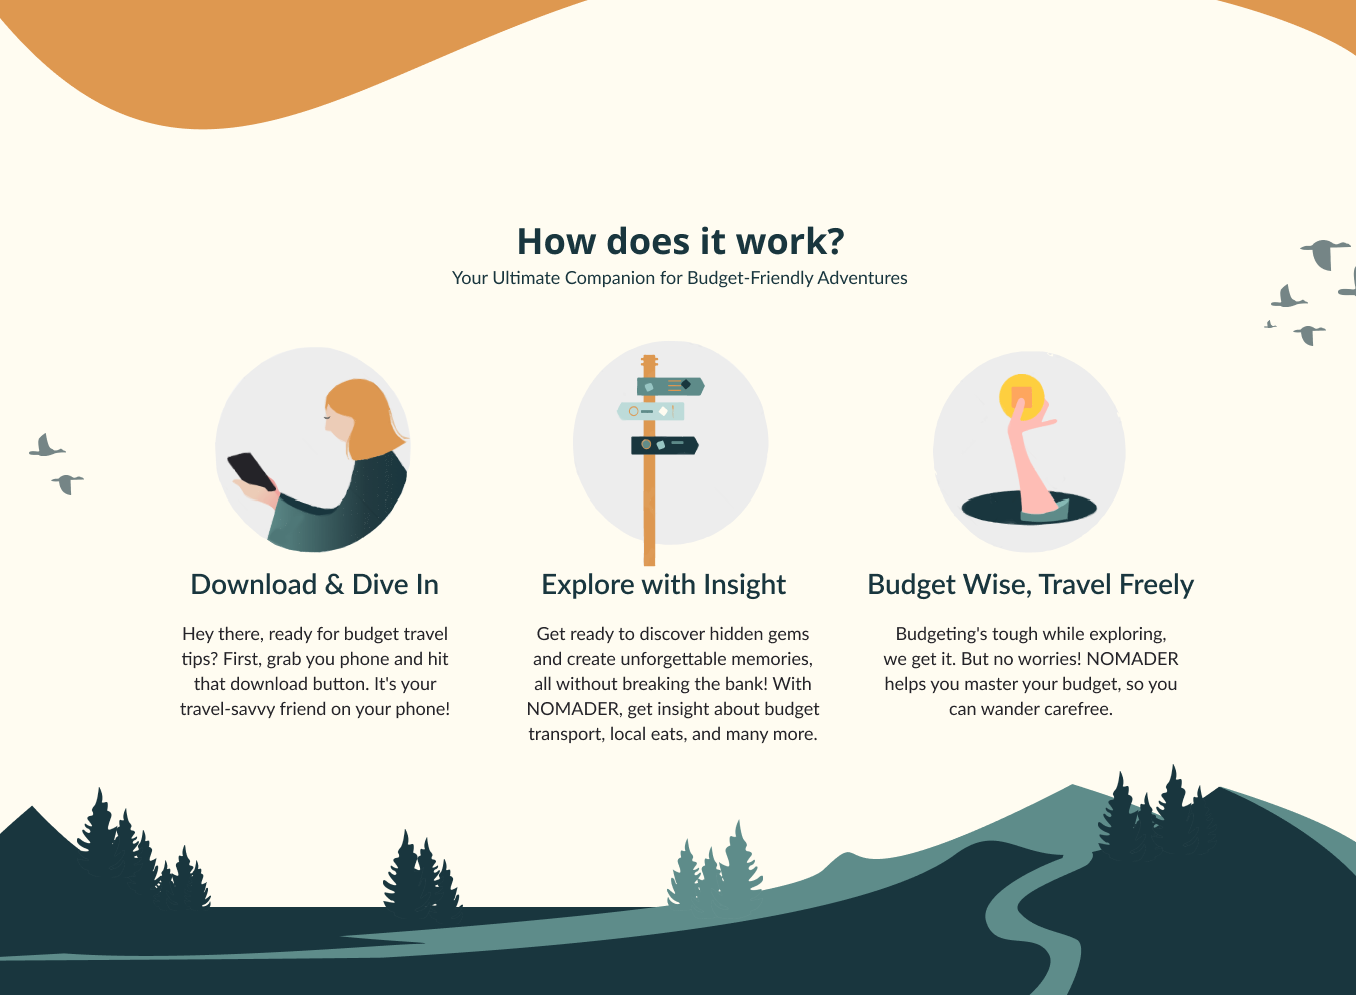 How does it work?
Your Ultimate Companion for Budget-Friendly Adventures
Download & Dive In
Hey there, ready for budget travel
tips? First, grab you phone and hit
that download button. It's your
travel-savvy friend on your phone!
Explore with Insight
Get ready to discover hidden gems
and create unforgettable memories,
all without breaking the bank! With
NOMADER, get insight about budget
transport, local eats, and many more.
Budget Wise, Travel Freely
Budgeting's tough while exploring,
we get it. But no worries! NOMADER
helps you master your budget, so you
can wander carefree.